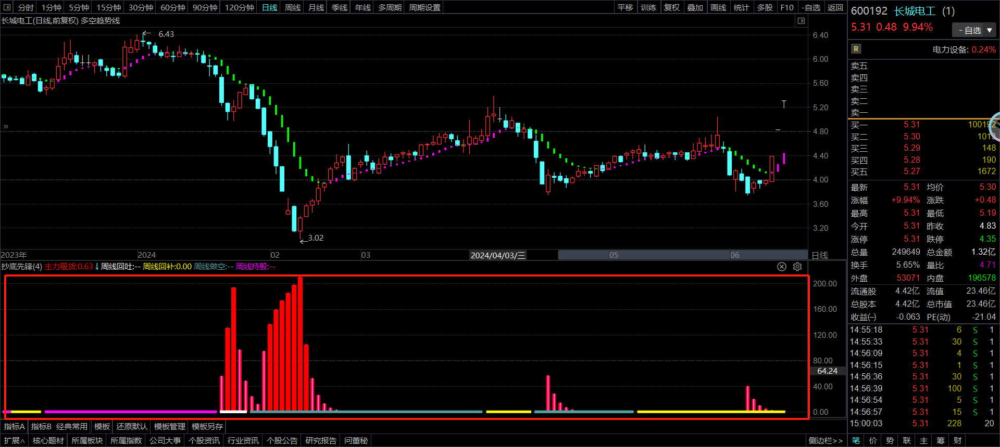 分时 1分钟 5分钟 15分钟 30分钟 60分钟 90分钟 120分钟 日线 周线 月线 季线 年线 多周期 周期设置 平移 训练 复权 叠加 画线 统计 多股 F10 -自选 返回
长城电工(日线,前复权) 多空趋势线
6.43
3.02
6.40
6.00
5.60
5.20
4.80
4.40
4.00
3.60
3.20
»
2023年 2024 02 03 2024/04/03/三 05 06 日线
抄底先锋(4) 主力吸货:0.63↓ 周线回吐:-- 周线回补:0.00 周线做空:-- 周线持股:--
200.00
160.00
120.00
80.00
64.24
40.00
0.00
指标A 指标B 经典常用 模板 还原默认 模板管理 模板另存
扩展∧ 核心题材 所属板块 所属指数 公司大事 个股资讯 行业资讯 个股公告 研究报告 问董秘 侧边栏>>
600192 长城电工 (1)
5.31 0.48 9.94%
- 自选 ▼
R 电力设备: 0.24%
卖五
卖四
卖三
卖二
卖一
买一 5.31 100192
买二 5.30 1013
买三 5.29 148
买四 5.28 190
买五 5.27 1672
最新 5.31 均价 5.30
涨幅 +9.94% 涨跌 +0.48
最高 5.31 最低 5.19
今开 5.31 昨收 4.83
涨停 5.31 跌停 4.35
总量 249649 总金额 1.32亿
换手 5.65% 量比 4.71
外盘 53071 内盘 196578
流通股 4.42亿 流值 23.46亿
总股本 4.42亿 总市值 23.46亿
收益㈠ -0.063 PE(动) -21.04
14:55:18 5.31 6 S 1
14:55:33 5.31 30 S 1
14:56:09 5.31 4 S 1
14:56:15 5.31 1 S 1
14:56:36 5.31 30 S 1
14:56:39 5.31 100 S 1
14:56:54 5.31 5 S 1
14:56:57 5.31 15 S 1
15:00:03 5.31 228 20
笔 价 势 联 主 筹 财